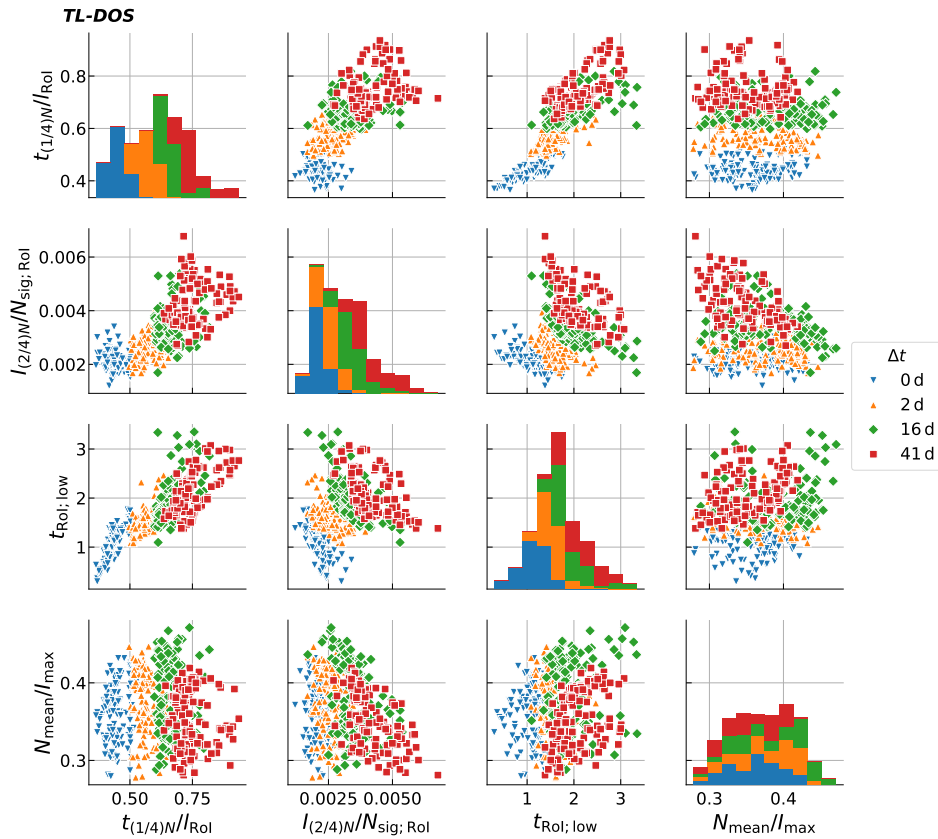 TL-DOS
t(1/4)N/IRoI
0.8
0.6
0.4
I(2/4)N/Nsig; RoI
0.006
0.004
0.002
Δt
0 d
2 d
16 d
41 d
tRoI; low
3
2
1
Nmean/Imax
0.4
0.3
0.50 0.75
0.0025 0.0050
1 2 3
0.3 0.4
t(1/4)N/IRoI
I(2/4)N/Nsig; RoI
tRoI; low
Nmean/Imax